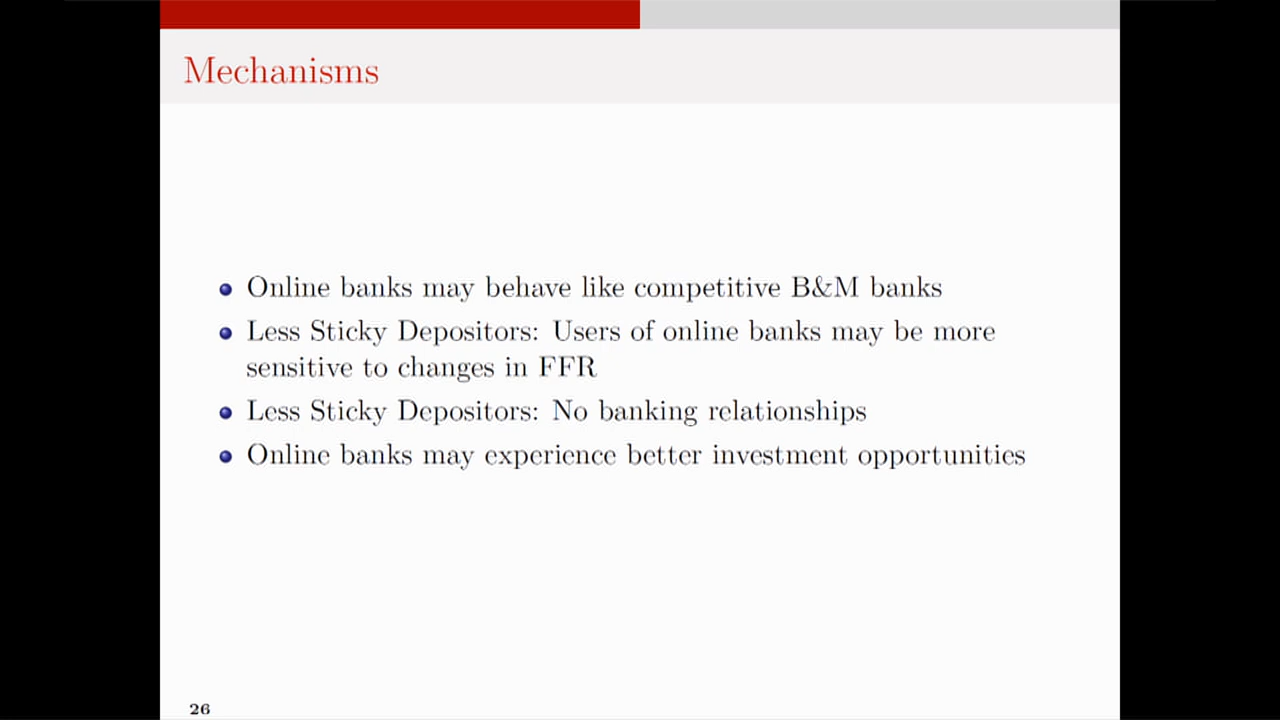 Mechanisms
Online banks may behave like competitive B&M banks
Less Sticky Depositors: Users of online banks may be more
sensitive to changes in FFR
Less Sticky Depositors: No banking relationships
Online banks may experience better investment opportunities
26